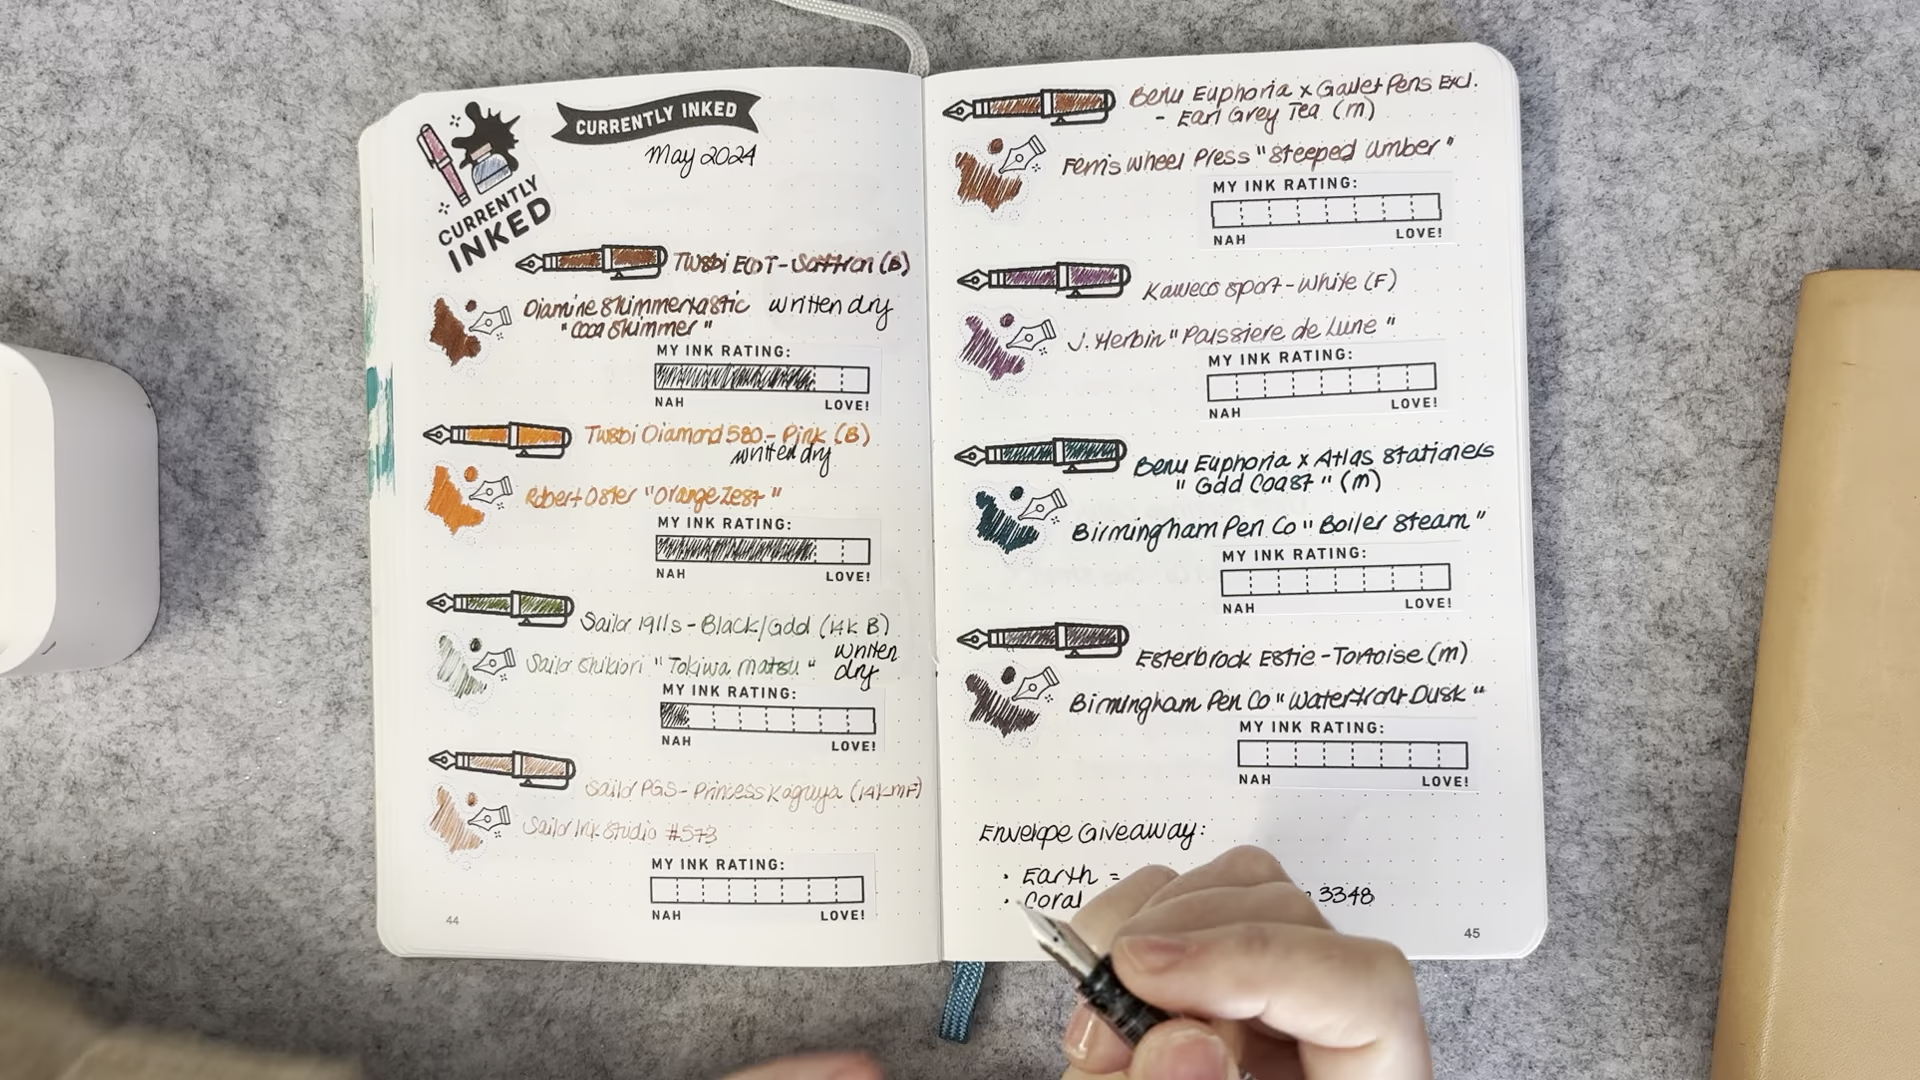 CURRENTLY INKED
CURRENTLY INKED
May 2024
Twsbi Eco T - Saffron (B)
Diamine Shimmertastic written dry
"Coco Shimmer"
MY INK RATING:
NAH LOVE!
Twsbi Diamond 580 - Pink (B)
written dry
Robert Oster "Orange Zest"
MY INK RATING:
NAH LOVE!
Sailor 1911s - Black/Gold (14k B)
written
Sailor Shikiori "Tokiwa Matsu" dry
MY INK RATING:
NAH LOVE!
Sailor PGS - Princess Kaguya (14k MF)
Sailor Ink Studio #573
MY INK RATING:
NAH LOVE!
44
Benu Euphoria x Goulet Pens Excl.
- Earl Grey Tea (m)
Ferris Wheel Press "Steeped Umber"
MY INK RATING:
NAH LOVE!
Kaweco Sport - White (F)
J. Herbin "Poussiere de Lune"
MY INK RATING:
NAH LOVE!
Benu Euphoria x Atlas Stationers
"Gold Coast" (m)
Birmingham Pen Co "Boiler Steam"
MY INK RATING:
NAH LOVE!
Esterbrook Estie - Tortoise (m)
Birmingham Pen Co "Waterfront Dusk"
MY INK RATING:
NAH LOVE!
Envelope Giveaway:
• Earth =
• Coral 3348
45